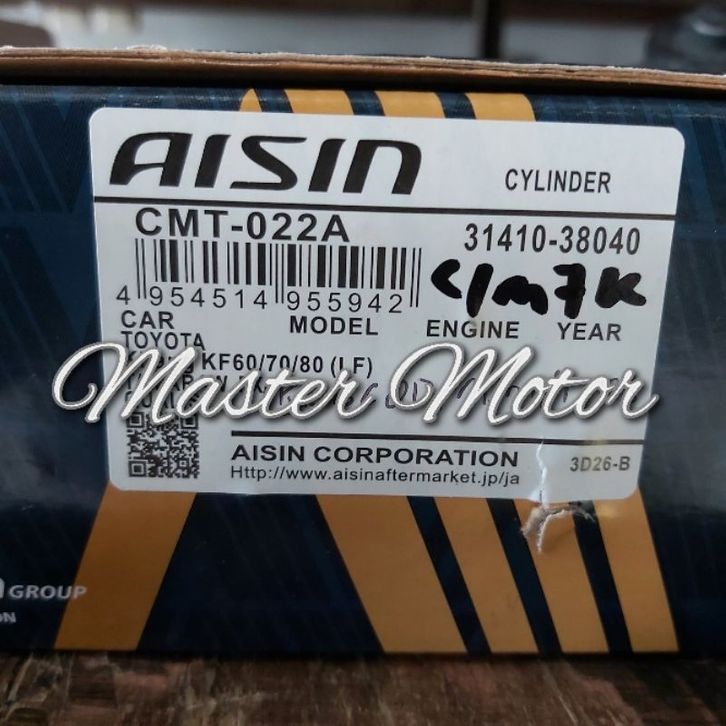 AISIN
CYLINDER
CMT-022A
31410-38040
4 954514 955942
C/M7K
CAR MODEL ENGINE YEAR
TOYOTA
KF60/70/80 (LF)
Master Motor
AISIN CORPORATION
3D26-B
Http://www.aisinaftermarket.jp/ja
GROUP